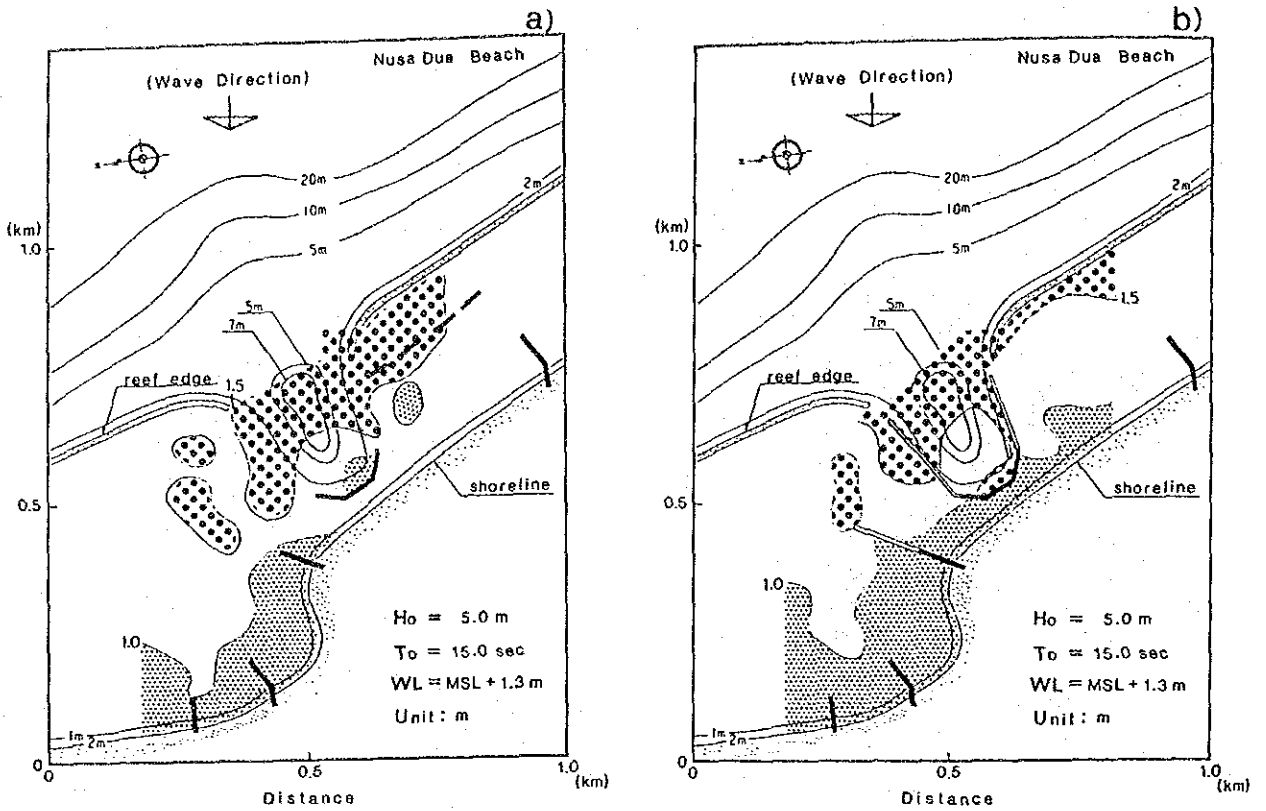 a)
Nusa Dua Beach
(Wave Direction)
20m
10m
5m
2m
(km)
1.0
5m
7m
reef edge
1.5
0.5
shoreline
1.0
Ho = 5.0 m
To = 15.0 sec
WL = MSL + 1.3 m
Unit : m
1m
2m
0
0.5
1.0
(km)
Distance
b)
Nusa Dua Beach
(Wave Direction)
20m
10m
5m
2m
(km)
1.0
5m
7m
1.5
reef edge
0.5
shoreline
1.0
Ho = 5.0 m
To = 15.0 sec
WL = MSL + 1.3 m
Unit : m
1m
2m
0
0.5
1.0
(km)
Distance